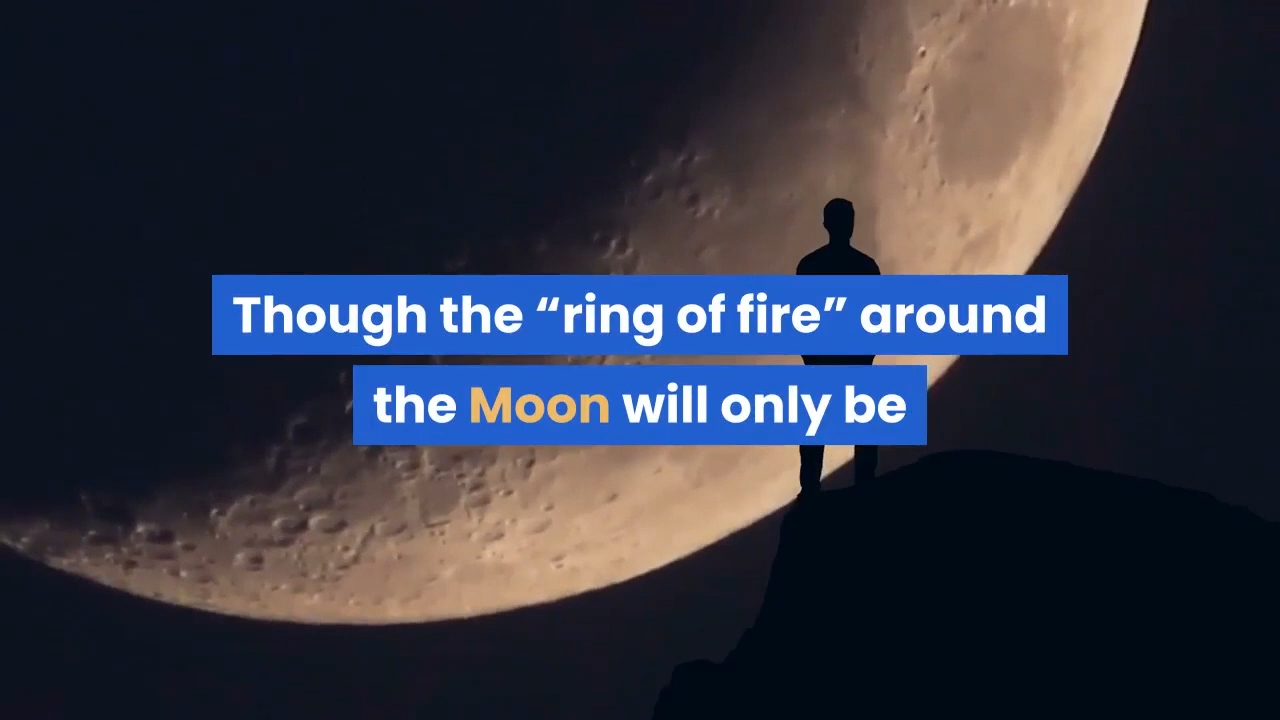 Though the “ring of fire” around
the Moon will only be